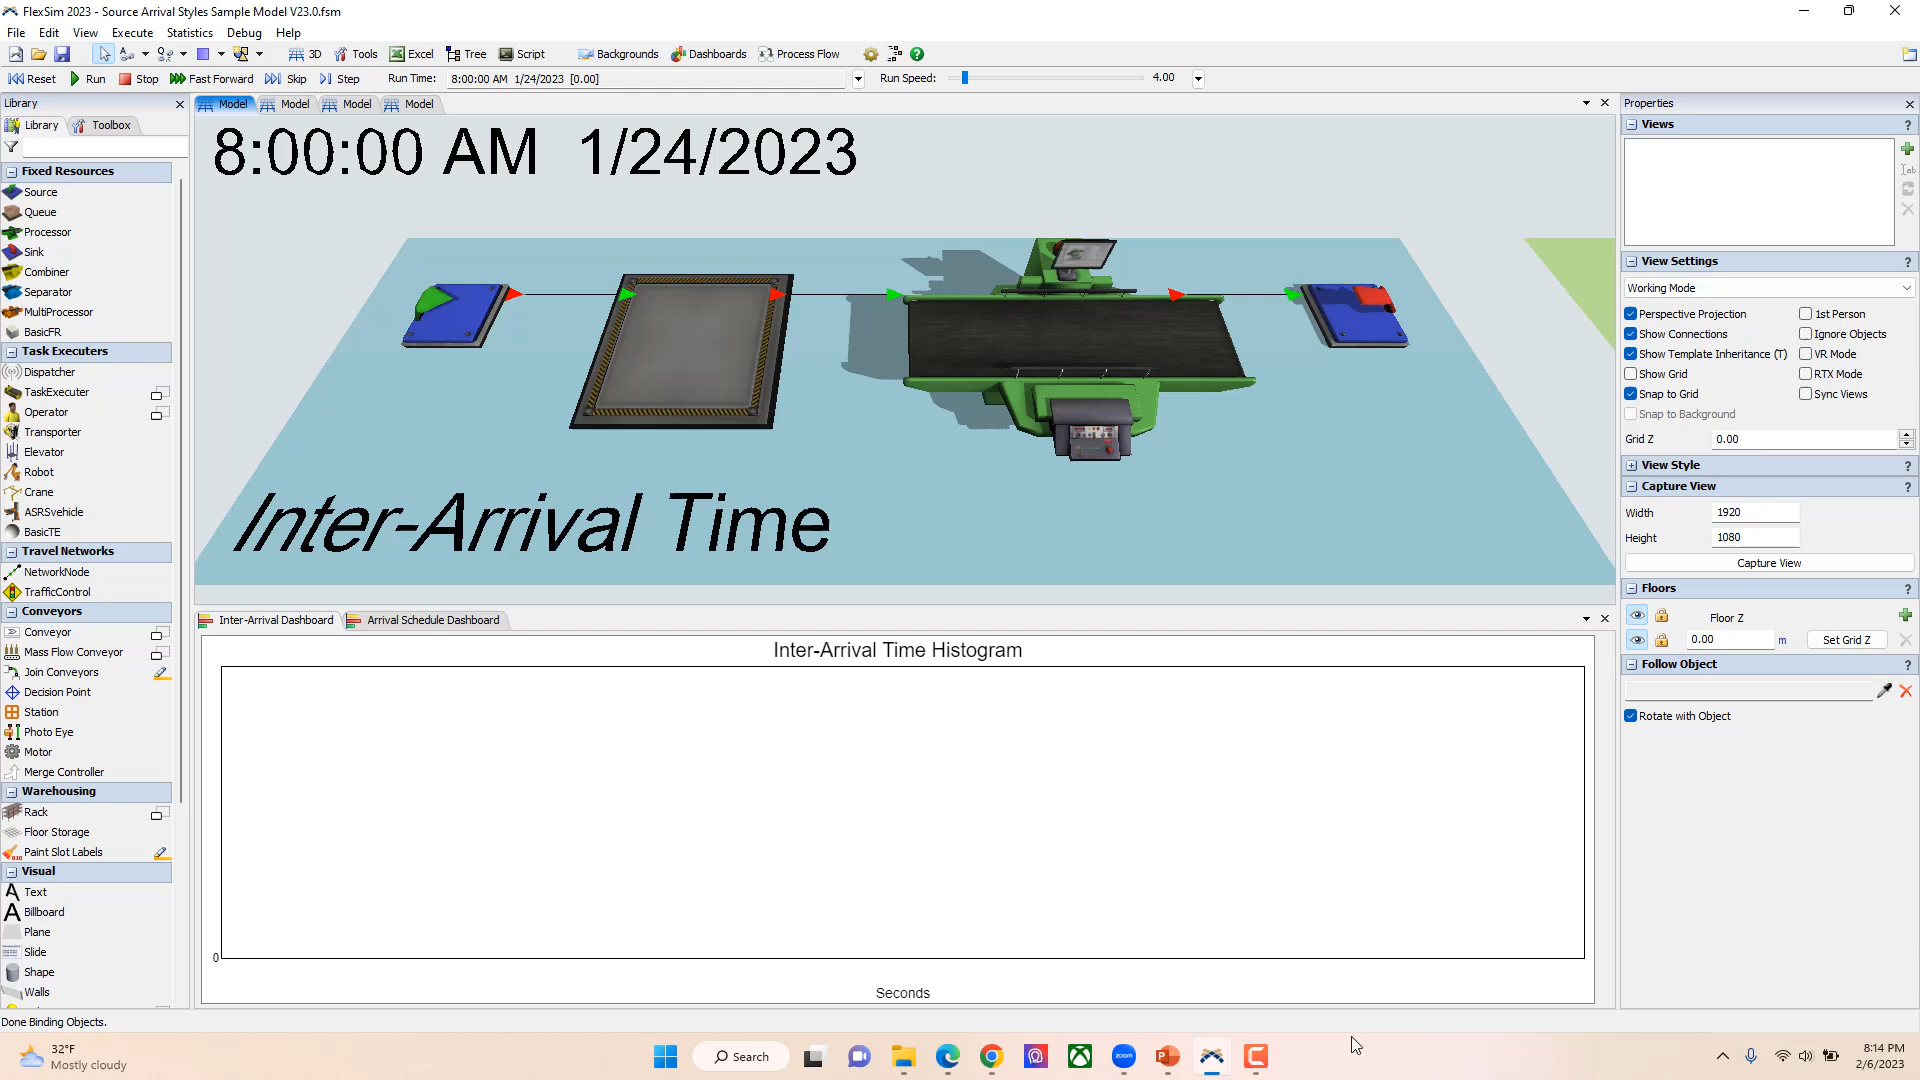 FlexSim 2023 - Source Arrival Styles Sample Model V23.0.fsm
File Edit View Execute Statistics Debug Help
3D Tools Excel Tree Script Backgrounds Dashboards Process Flow
Reset Run Stop Fast Forward Skip Step Run Time: 8:00:00 AM 1/24/2023 [0.00] Run Speed: 4.00
Library
Library Toolbox
Fixed Resources
Source
Queue
Processor
Sink
Combiner
Separator
MultiProcessor
BasicFR
Task Executers
Dispatcher
TaskExecuter
Operator
Transporter
Elevator
Robot
Crane
ASRSvehicle
BasicTE
Travel Networks
NetworkNode
TrafficControl
Conveyors
Conveyor
Mass Flow Conveyor
Join Conveyors
Decision Point
Station
Photo Eye
Motor
Merge Controller
Warehousing
Rack
Floor Storage
Paint Slot Labels
Visual
Text
Billboard
Plane
Slide
Shape
Walls
Model Model Model Model
8:00:00 AM 1/24/2023
Inter-Arrival Time
Inter-Arrival Dashboard Arrival Schedule Dashboard
Inter-Arrival Time Histogram
0
Seconds
Properties
Views
View Settings
Working Mode
Perspective Projection 1st Person
Show Connections Ignore Objects
Show Template Inheritance (T) VR Mode
Show Grid RTX Mode
Snap to Grid Sync Views
Snap to Background
Grid Z 0.00
View Style
Capture View
Width 1920
Height 1080
Capture View
Floors
Floor Z
0.00 m Set Grid Z
Follow Object
Rotate with Object
Done Binding Objects.
32°F
Mostly cloudy
Search
zoom
8:14 PM
2/6/2023